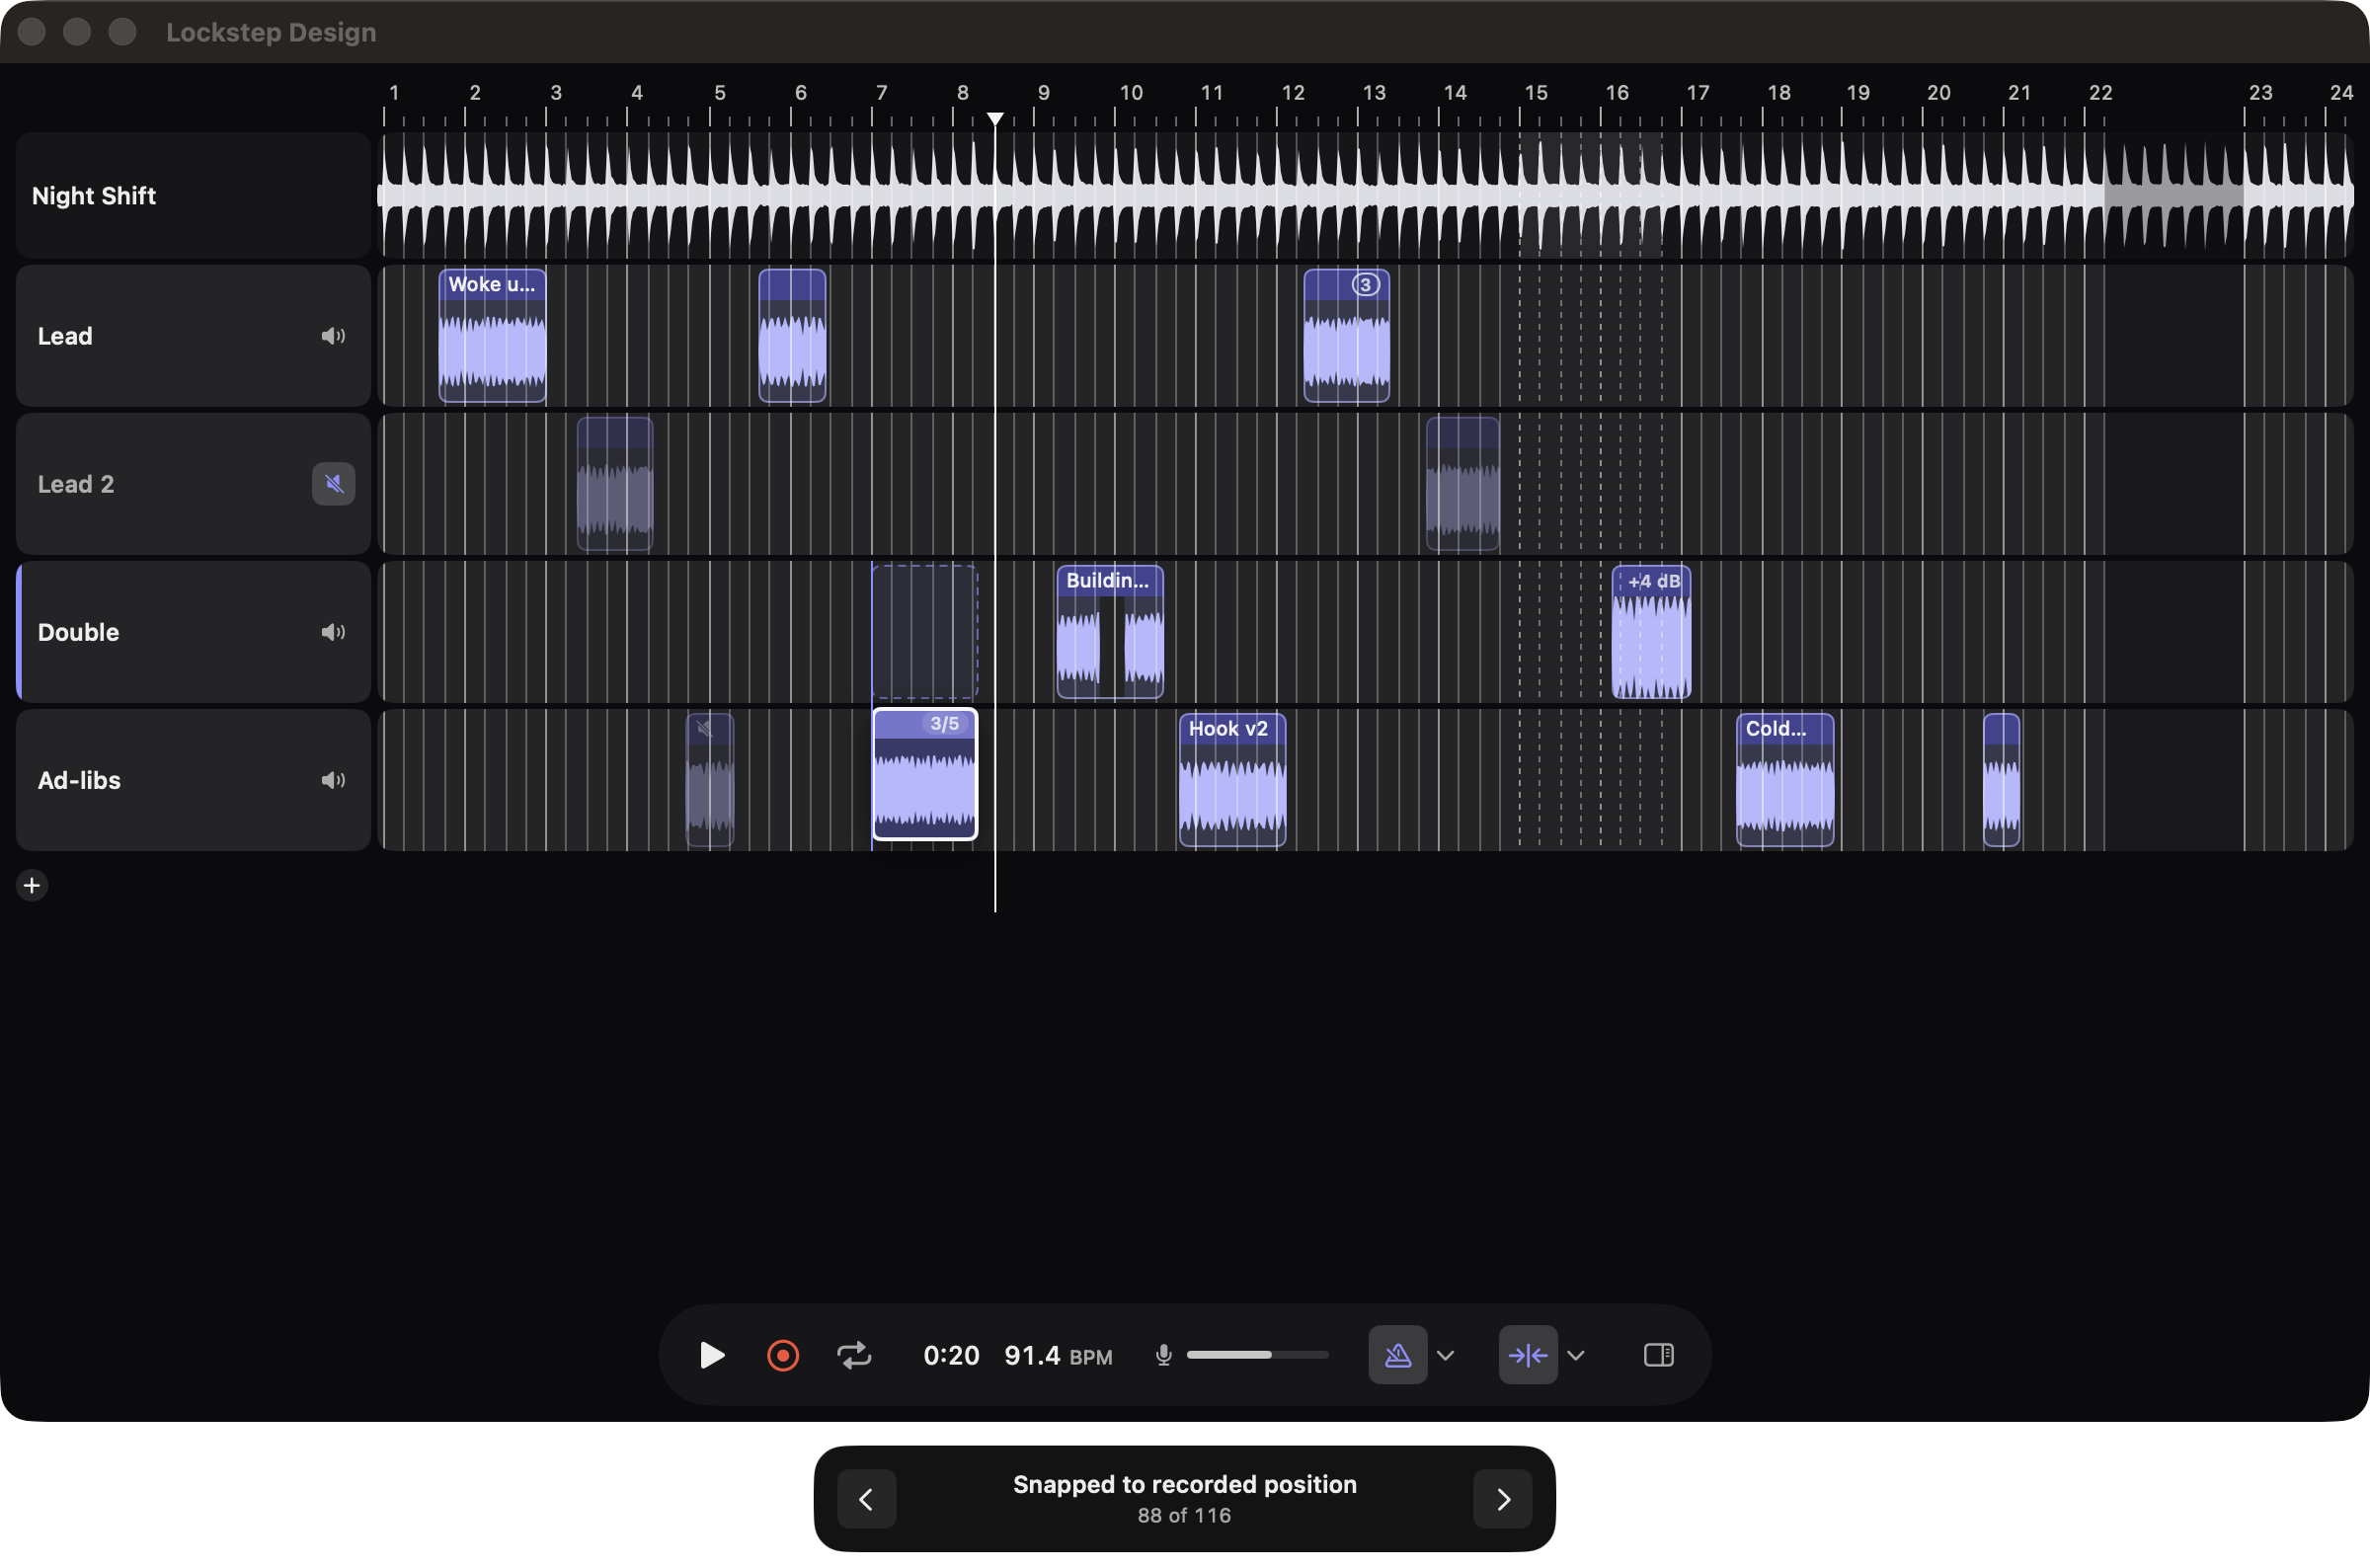 Lockstep Design
1 2 3 4 5 6 7 8 9 10 11 12 13 14 15 16 17 18 19 20 21 22 23 24
Night Shift
Lead
Woke u...
3
Lead 2
Double
Buildin...
+4 dB
Ad-libs
3/5
Hook v2
Cold...
0:20 91.4 BPM
Snapped to recorded position
88 of 116